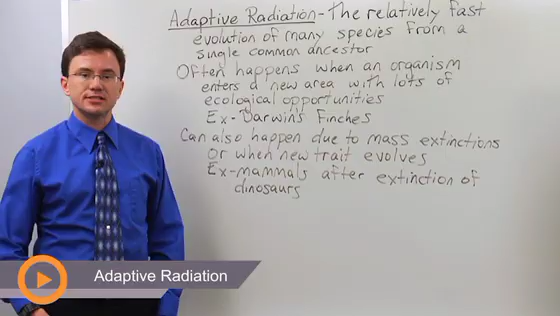 Adaptive Radiation - The relatively fast
evolution of many species from a
single common ancestor
Often happens when an organism
enters a new area with lots of
ecological opportunities
Ex - Darwin's Finches
Can also happen due to mass extinctions
or when new trait evolves
Ex - mammals after extinction of
dinosaurs
Adaptive Radiation